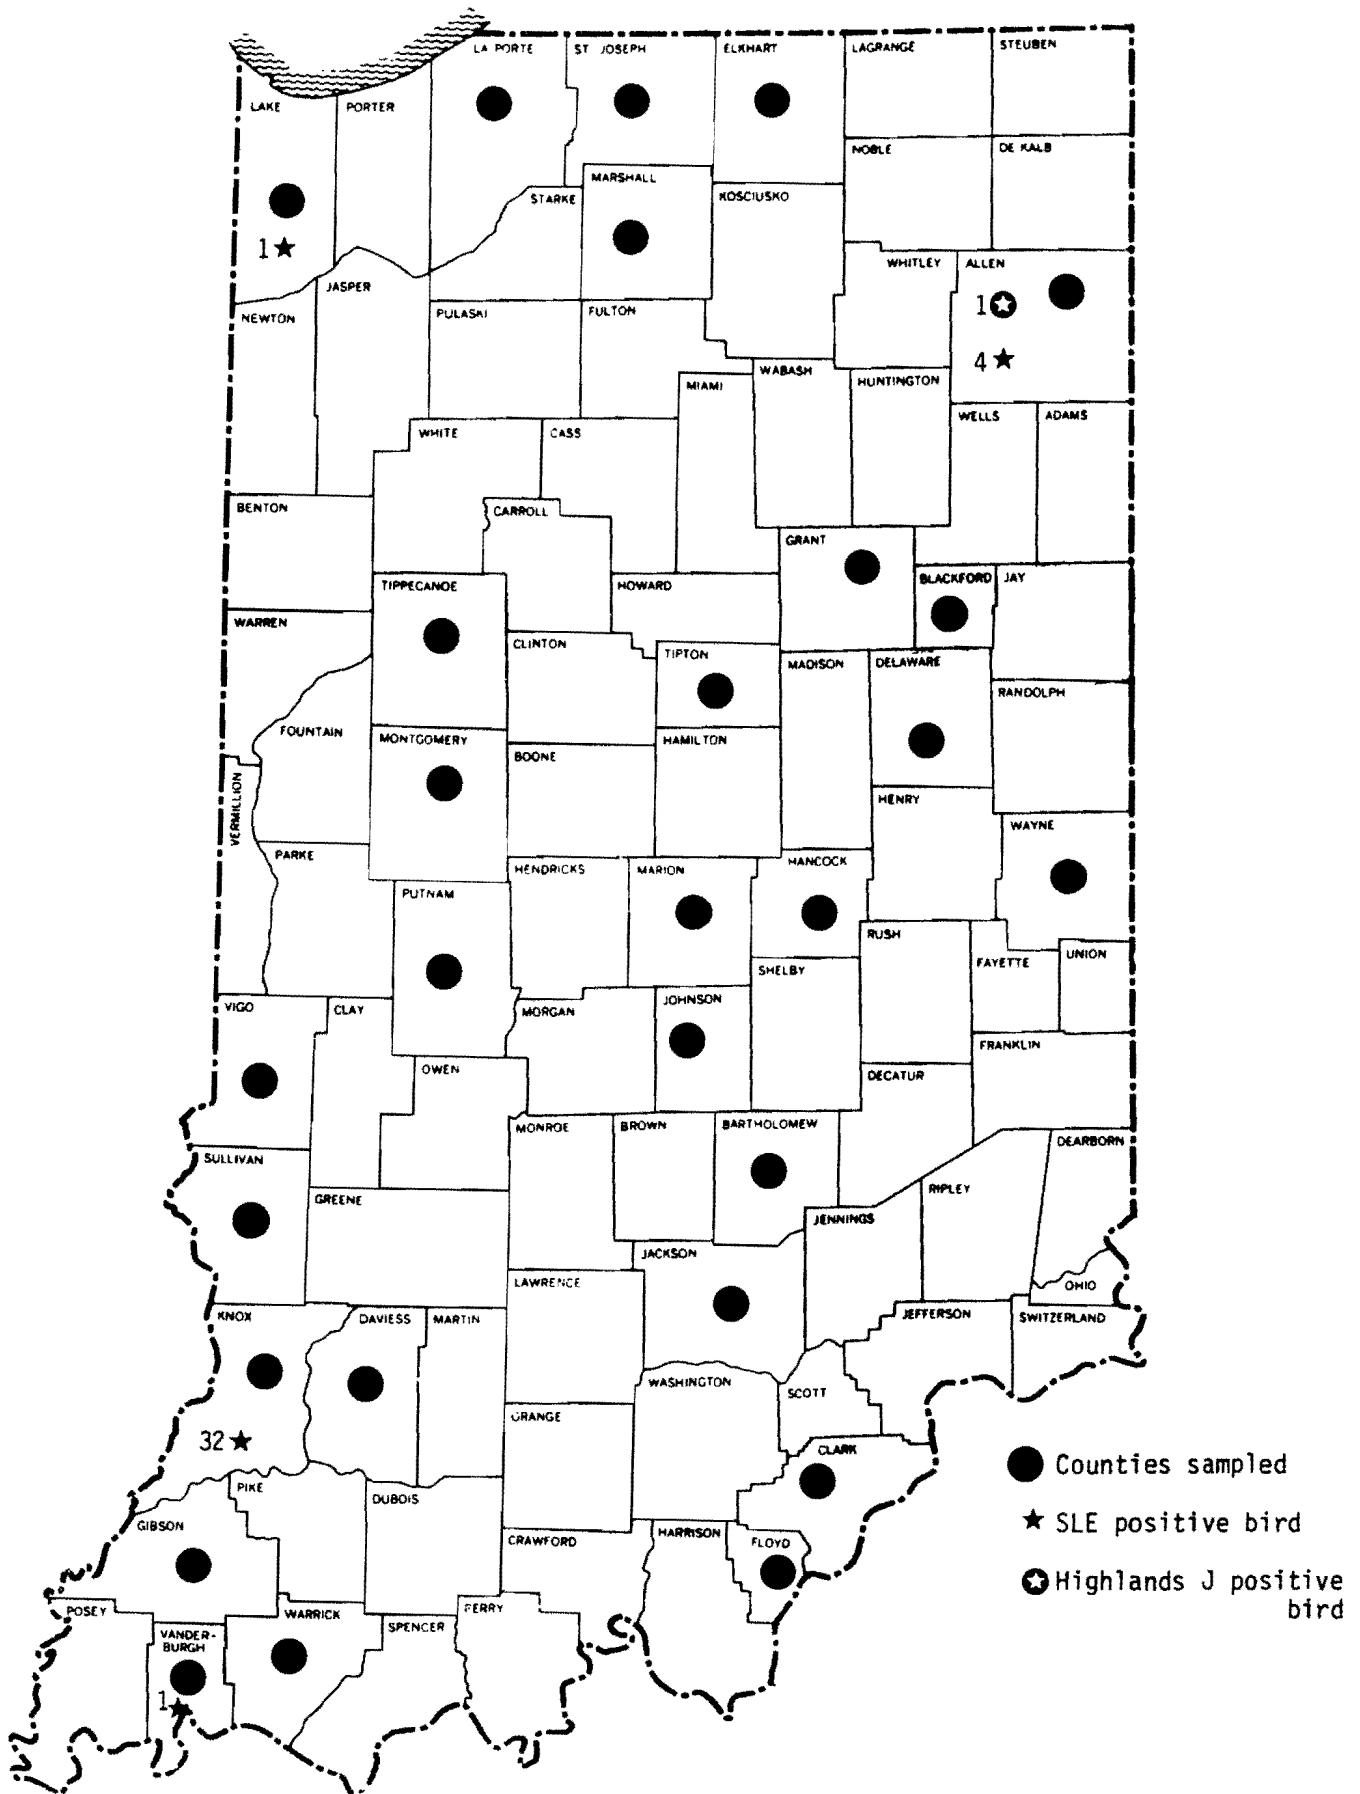 LA PORTE
ST JOSEPH
ELKHART
LAGRANGE
STEUBEN
LAKE
PORTER
NOBLE
DE KALB
MARSHALL
STARKE
KOSCIUSKO
1
WHITLEY
ALLEN
JASPER
NEWTON
PULASKI
FULTON
1
4
WABASH
MIAMI
HUNTINGTON
WELLS
ADAMS
WHITE
CASS
BENTON
CARROLL
GRANT
TIPPECANOE
HOWARD
BLACKFORD
JAY
WARREN
CLINTON
TIPTON
MADISON
DELAWARE
RANDOLPH
FOUNTAIN
MONTGOMERY
HAMILTON
BOONE
VERMILLION
HENRY
WAYNE
PARKE
HENDRICKS
MARION
HANCOCK
PUTNAM
RUSH
FAYETTE
UNION
SHELBY
VIGO
CLAY
MORGAN
JOHNSON
FRANKLIN
OWEN
DECATUR
MONROE
BROWN
BARTHOLOMEW
DEARBORN
SULLIVAN
GREENE
RIPLEY
JENNINGS
JACKSON
LAWRENCE
OHIO
KNOX
DAVIESS
MARTIN
JEFFERSON
SWITZERLAND
WASHINGTON
SCOTT
ORANGE
32
CLARK
Counties sampled
PIKE
DUBOIS
GIBSON
SLE positive bird
CRAWFORD
HARRISON
FLOYD
Highlands J positive
bird
POSEY
WARRICK
SPENCER
PERRY
VANDER-
BURGH
1